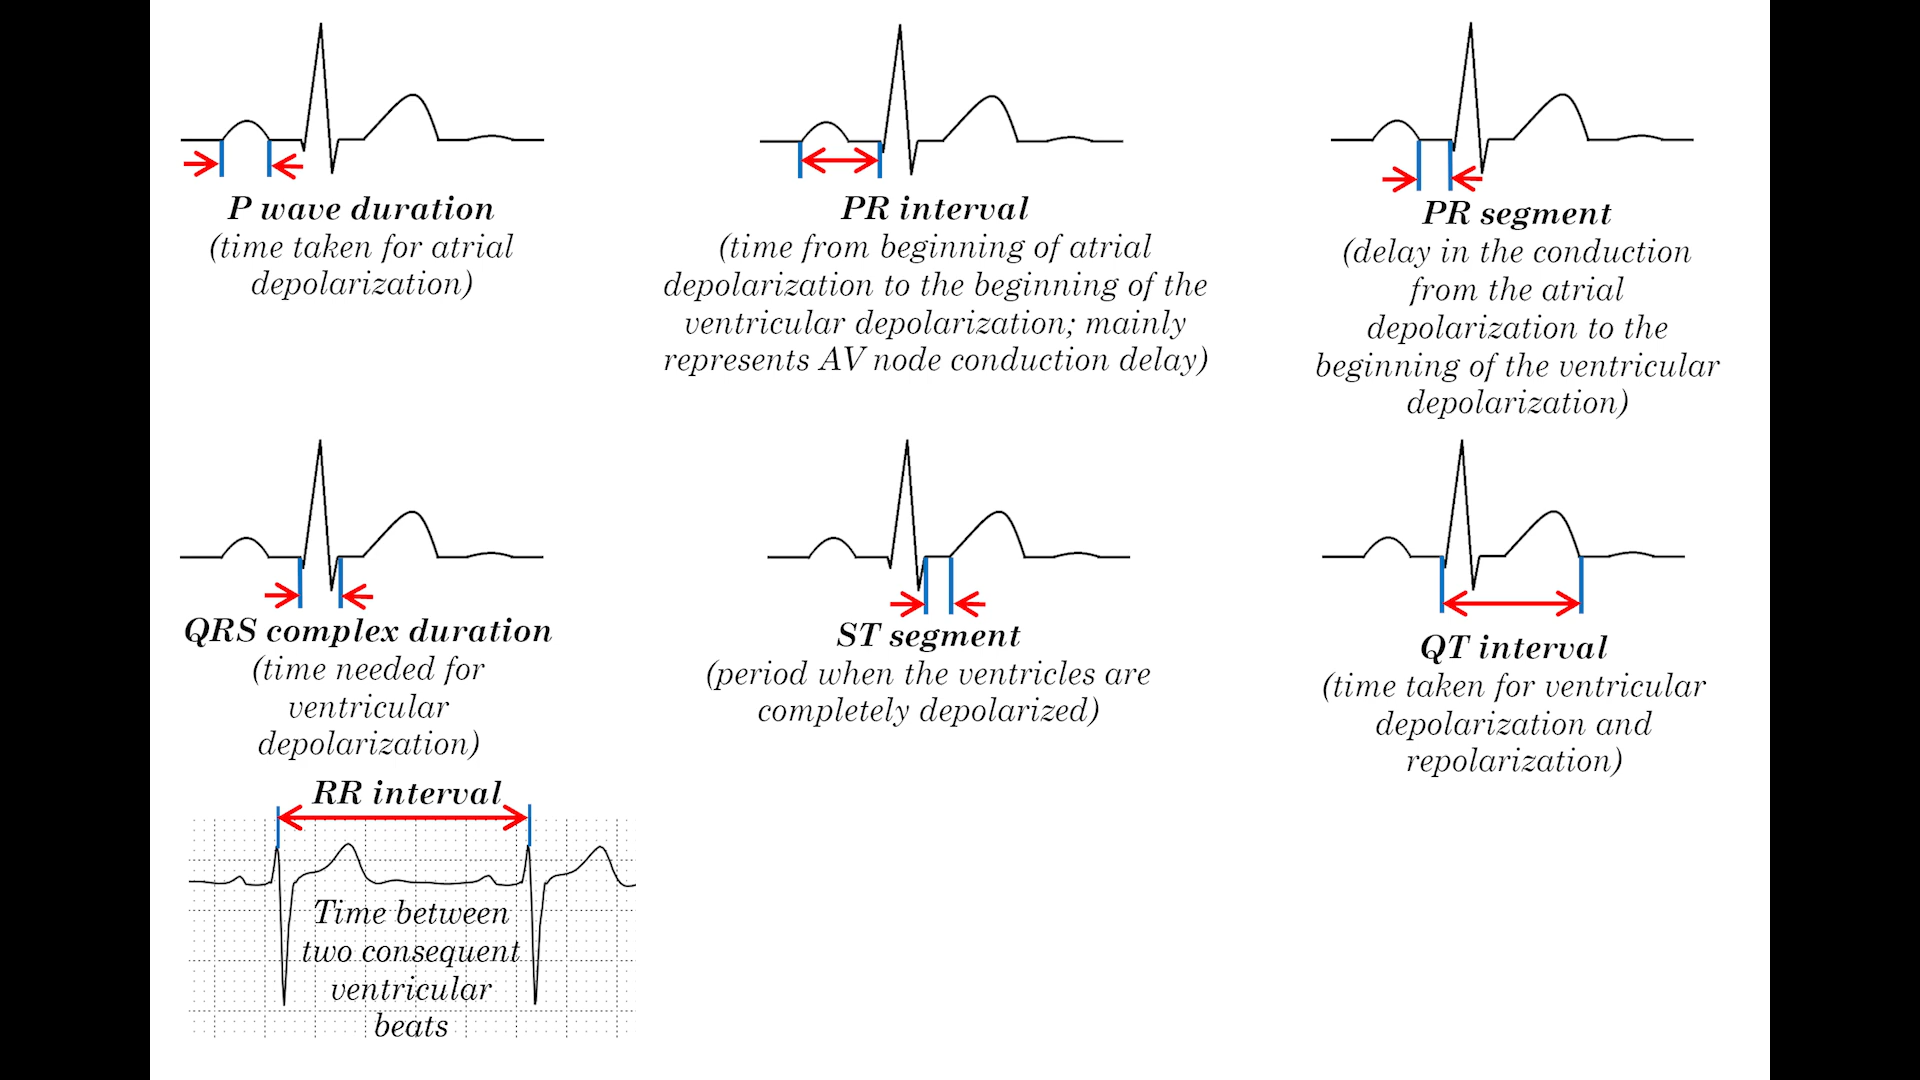 P wave duration
(time taken for atrial
depolarization)
PR interval
(time from beginning of atrial
depolarization to the beginning of the
ventricular depolarization; mainly
represents AV node conduction delay)
PR segment
(delay in the conduction
from the atrial
depolarization to the
beginning of the ventricular
depolarization)
QRS complex duration
(time needed for
ventricular
depolarization)
ST segment
(period when the ventricles are
completely depolarized)
QT interval
(time taken for ventricular
depolarization and
repolarization)
RR interval
Time between
two consequent
ventricular
beats